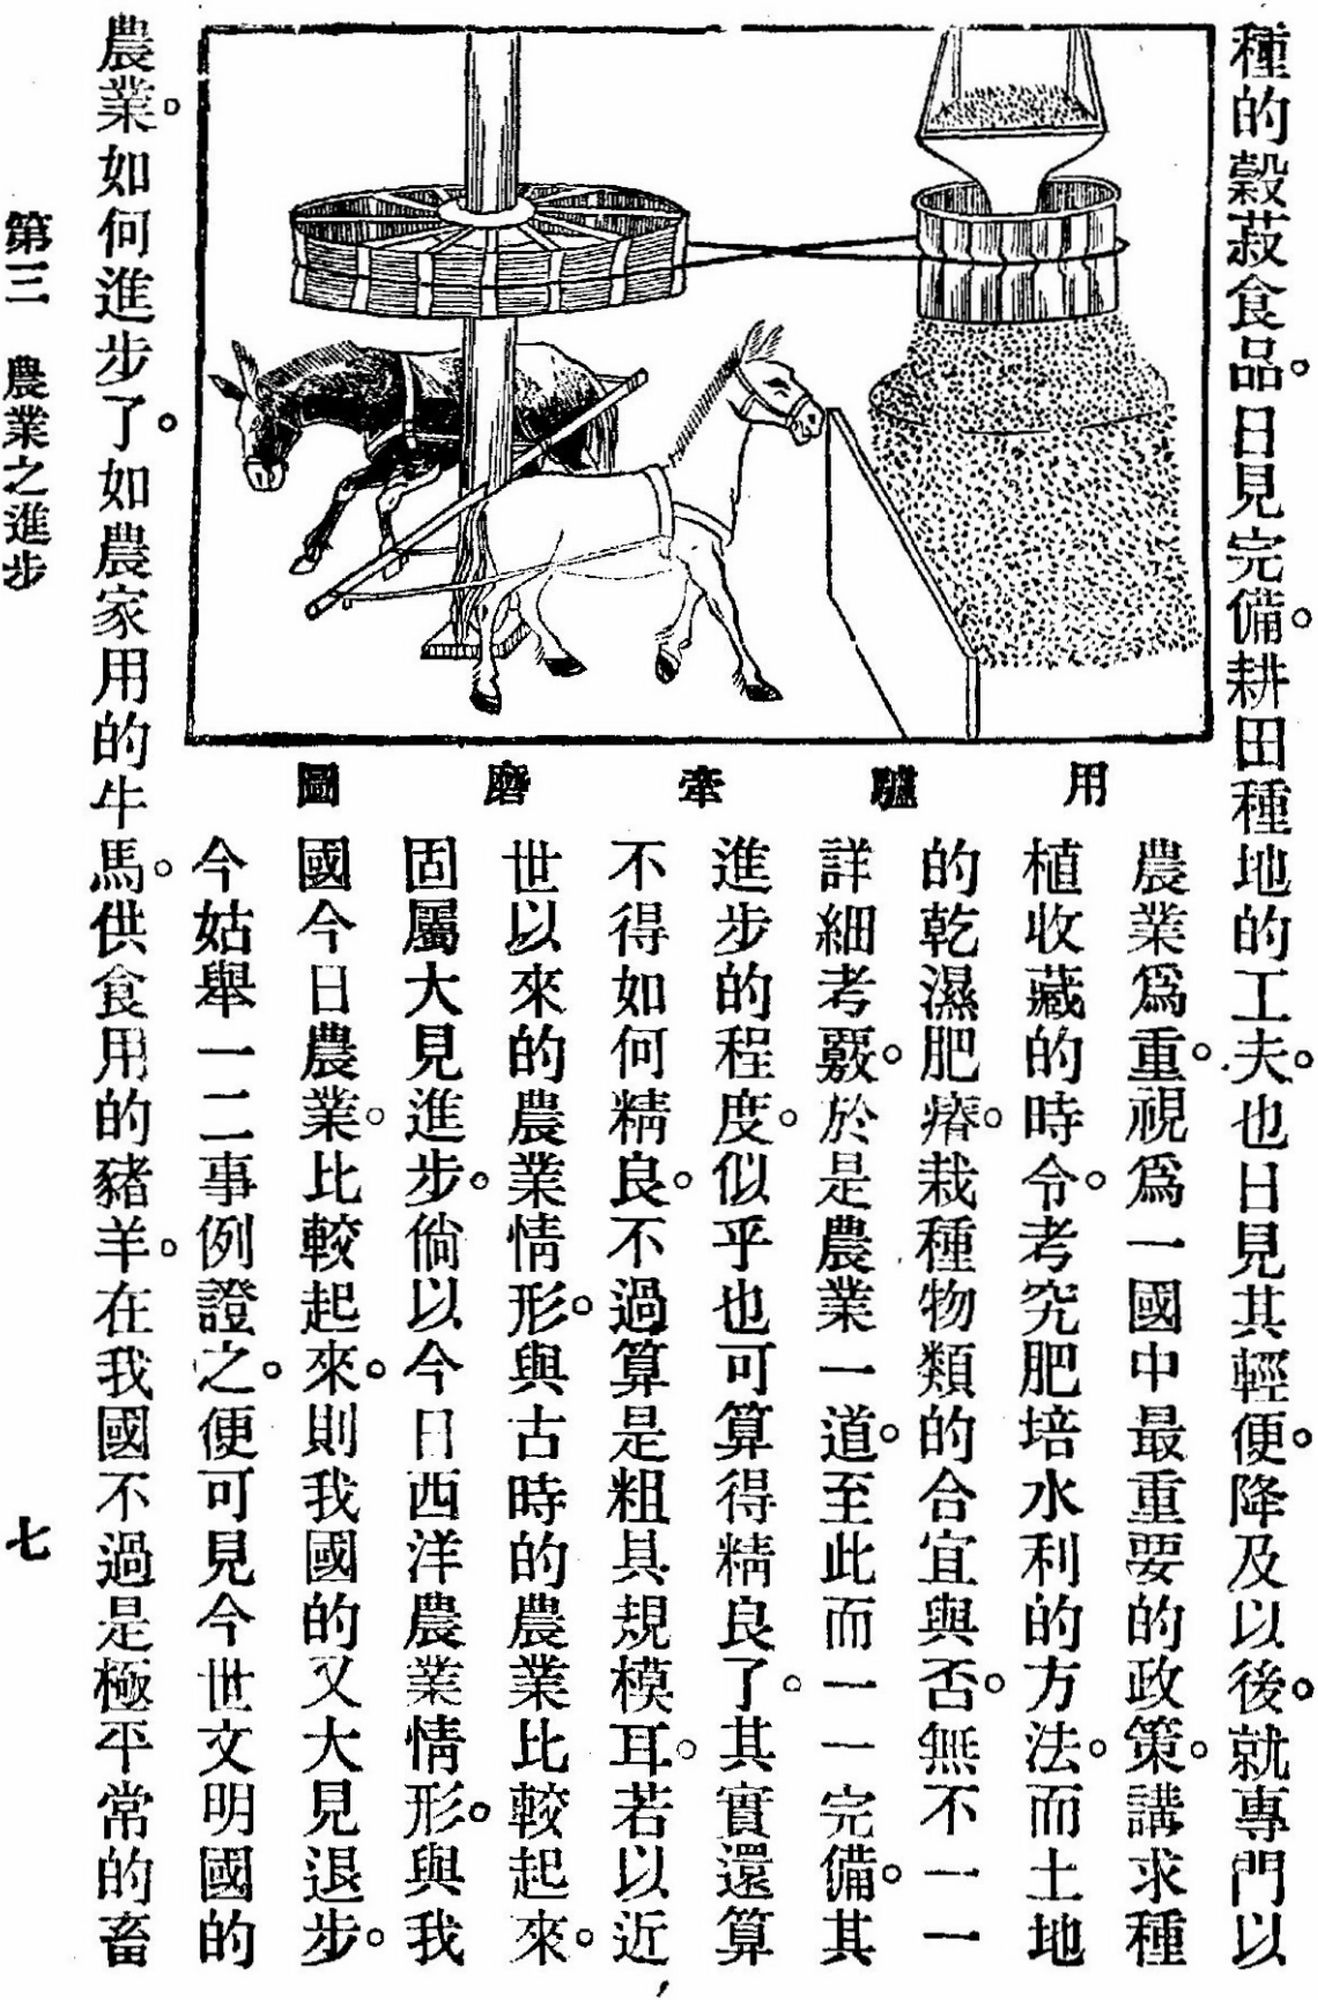 種的穀菽食品。日見完備。耕田種地的工夫。也日見其輕便。降及以後。就專門以
農業爲重。視爲一國中最重要的政策。講求種
植收藏的時令。考究肥培水利的方法。而土地
的乾濕肥瘠。栽種物類的合宜與否。無不一一
詳細考覈。於是農業一道。至此而一一完備。其
進步的程度。似乎也可算得精良了。其實還算
不得如何精良。不過算是粗具規模耳。若以近
世以來的農業情形。與古時的農業比較起來。
固屬大見進步。倘以今日西洋農業情形。與我
國今日農業。比較起來。則我國的又大見退步。
今姑舉一二事例證之。便可見今世文明國的
農業。如何進步了。如農家用的牛馬。供食用的豬羊。在我國不過是極平常的畜
用驢牽磨圖
第三 農業之進步
七